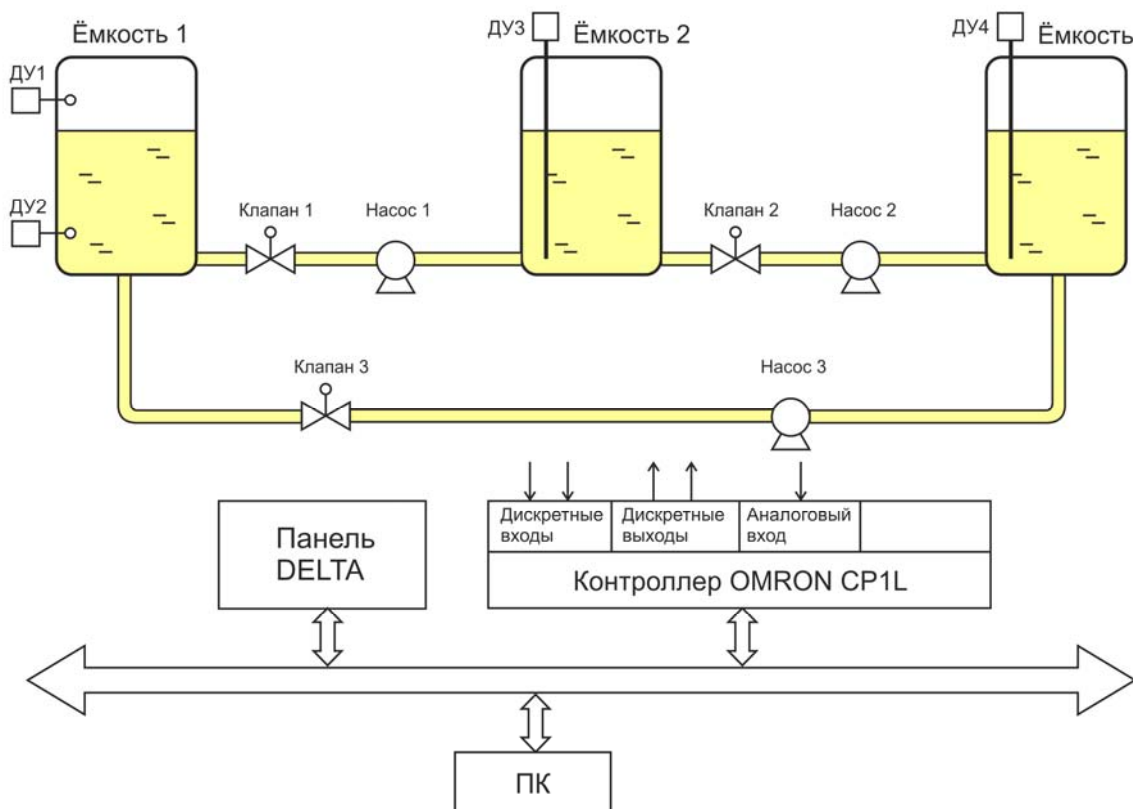 Ёмкость 1
ДУ3
Ёмкость 2
ДУ4
Ёмкость
ДУ1
ДУ2
Клапан 1
Насос 1
Клапан 2
Насос 2
Клапан 3
Насос 3
Дискретные
входы
Дискретные
выходы
Аналоговый
вход
Панель
DELTA
Контроллер OMRON CP1L
ПК